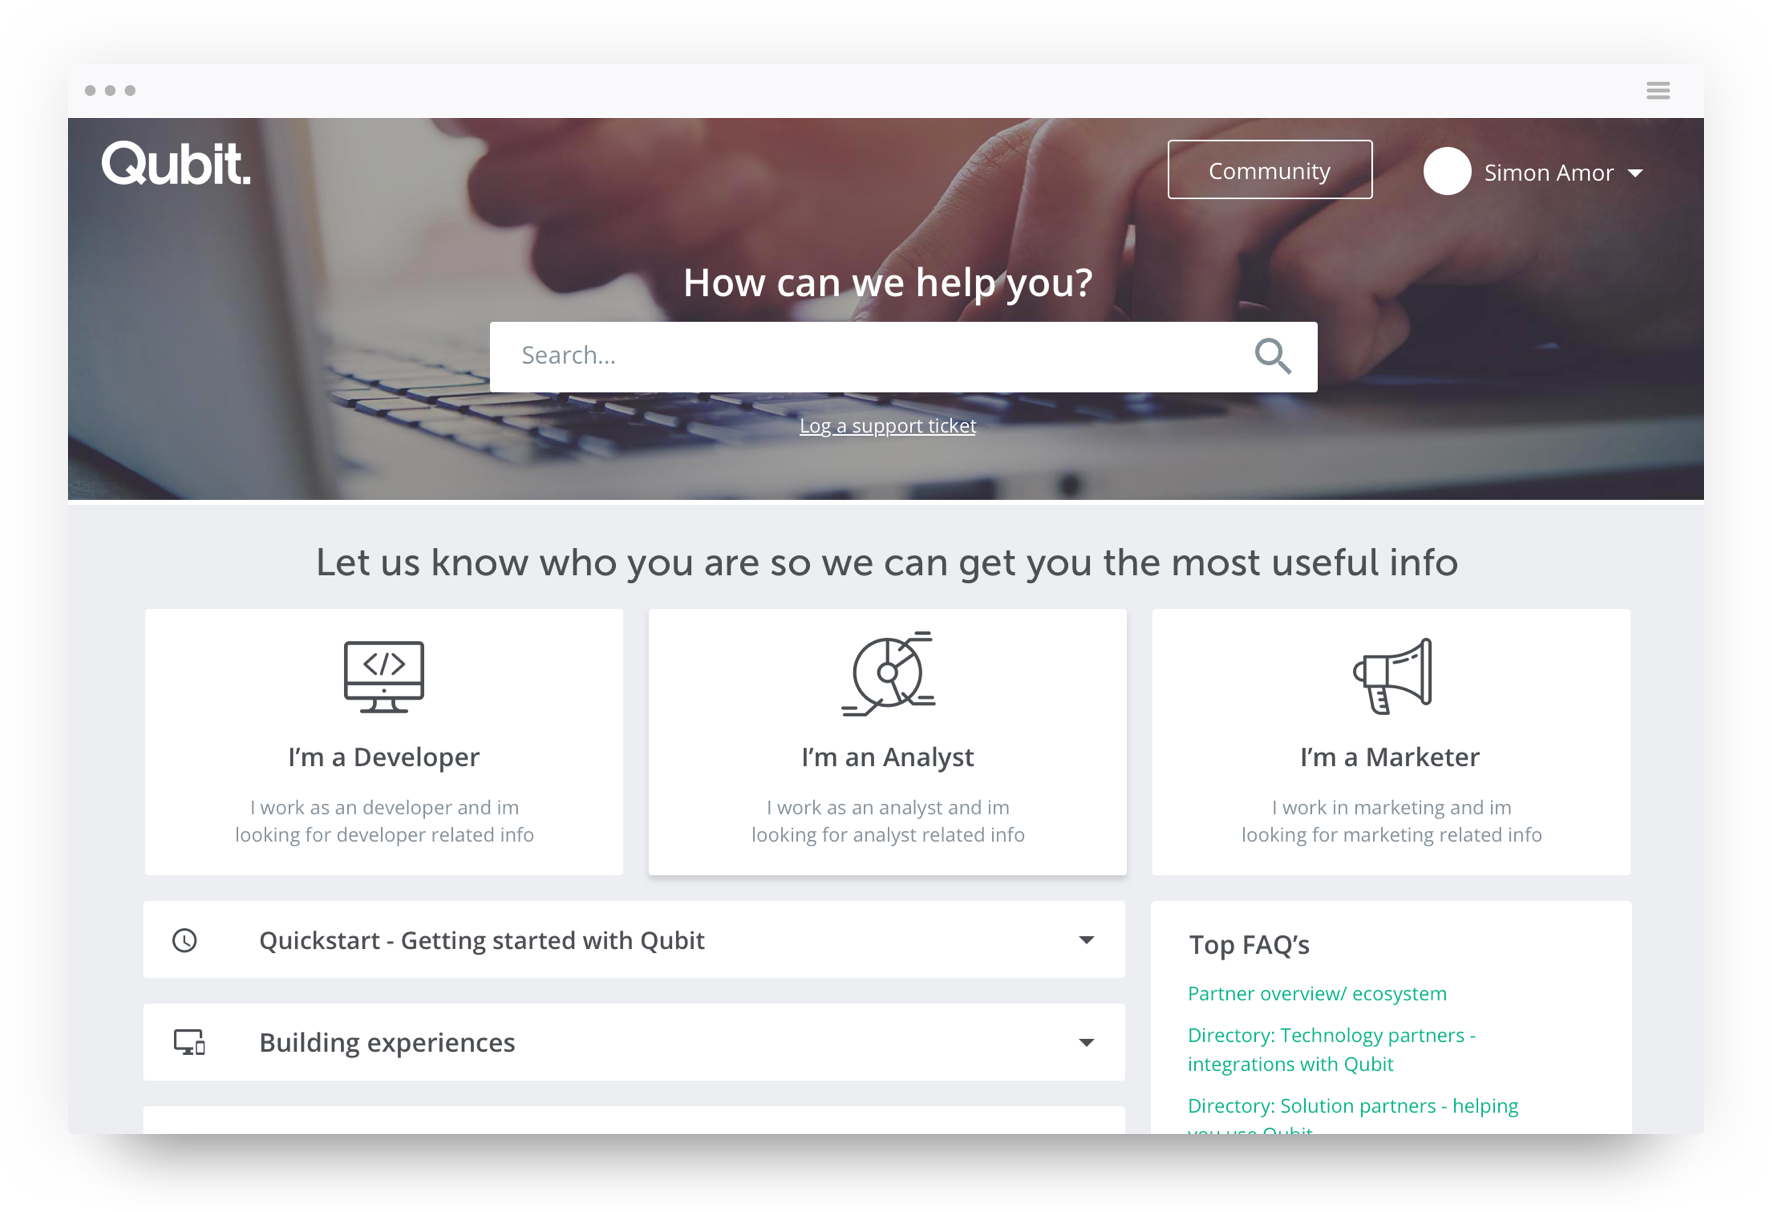 Qubit.
Community
Simon Amor
How can we help you?
Search...
Log a support ticket
Let us know who you are so we can get you the most useful info
I'm a Developer
I work as an developer and im
looking for developer related info
I'm an Analyst
I work as an analyst and im
looking for analyst related info
I'm a Marketer
I work in marketing and im
looking for marketing related info
Quickstart - Getting started with Qubit
Building experiences
Top FAQ's
Partner overview/ ecosystem
Directory: Technology partners -
integrations with Qubit
Directory: Solution partners - helping
you use Qubit